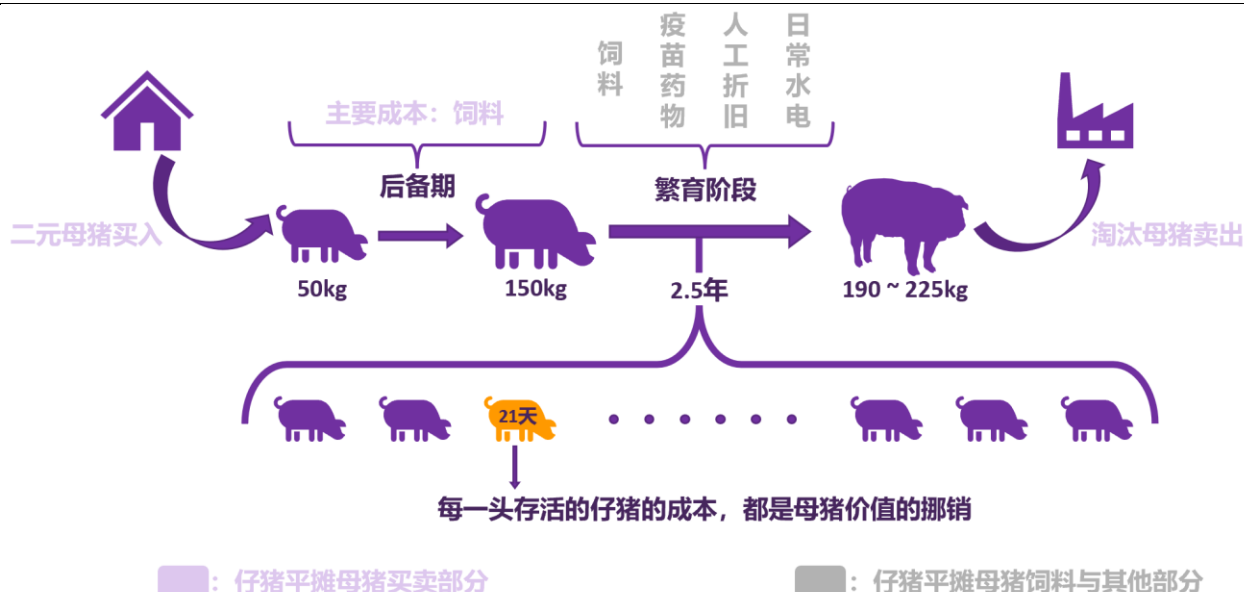 饲料
疫苗药物
人工折旧
日常水电
主要成本：饲料
后备期
繁育阶段
二元母猪买入
淘汰母猪卖出
50kg
150kg
2.5年
190 ~ 225kg
21天
每一头存活的仔猪的成本，都是母猪价值的挪销
：仔猪平摊母猪买卖部分
：仔猪平摊母猪饲料与其他部分